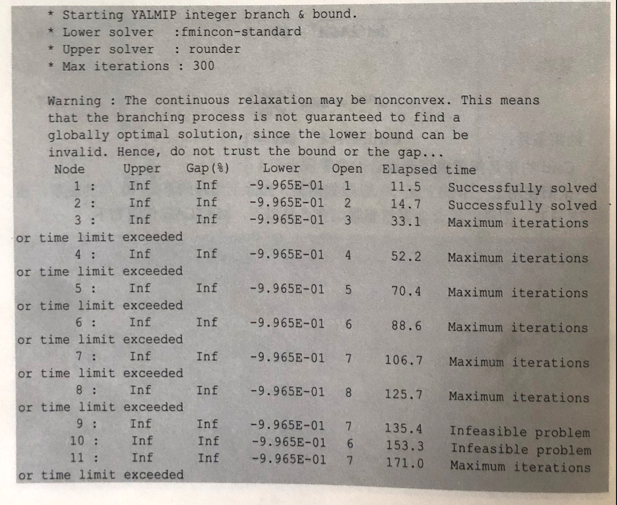 * Starting YALMIP integer branch & bound.
* Lower solver   :fmincon-standard
* Upper solver   : rounder
* Max iterations : 300
Warning : The continuous relaxation may be nonconvex. This means
that the branching process is not guaranteed to find a
globally optimal solution, since the lower bound can be
invalid. Hence, do not trust the bound or the gap...
Node   Upper   Gap(%)   Lower   Open   Elapsed time
1 :   Inf   Inf   -9.965E-01   1   11.5   Successfully solved
2 :   Inf   Inf   -9.965E-01   2   14.7   Successfully solved
3 :   Inf   Inf   -9.965E-01   3   33.1   Maximum iterations
or time limit exceeded
4 :   Inf   Inf   -9.965E-01   4   52.2   Maximum iterations
or time limit exceeded
5 :   Inf   Inf   -9.965E-01   5   70.4   Maximum iterations
or time limit exceeded
6 :   Inf   Inf   -9.965E-01   6   88.6   Maximum iterations
or time limit exceeded
7 :   Inf   Inf   -9.965E-01   7   106.7   Maximum iterations
or time limit exceeded
8 :   Inf   Inf   -9.965E-01   8   125.7   Maximum iterations
or time limit exceeded
9 :   Inf   Inf   -9.965E-01   7   135.4   Infeasible problem
10 :   Inf   Inf   -9.965E-01   6   153.3   Infeasible problem
11 :   Inf   Inf   -9.965E-01   7   171.0   Maximum iterations
or time limit exceeded